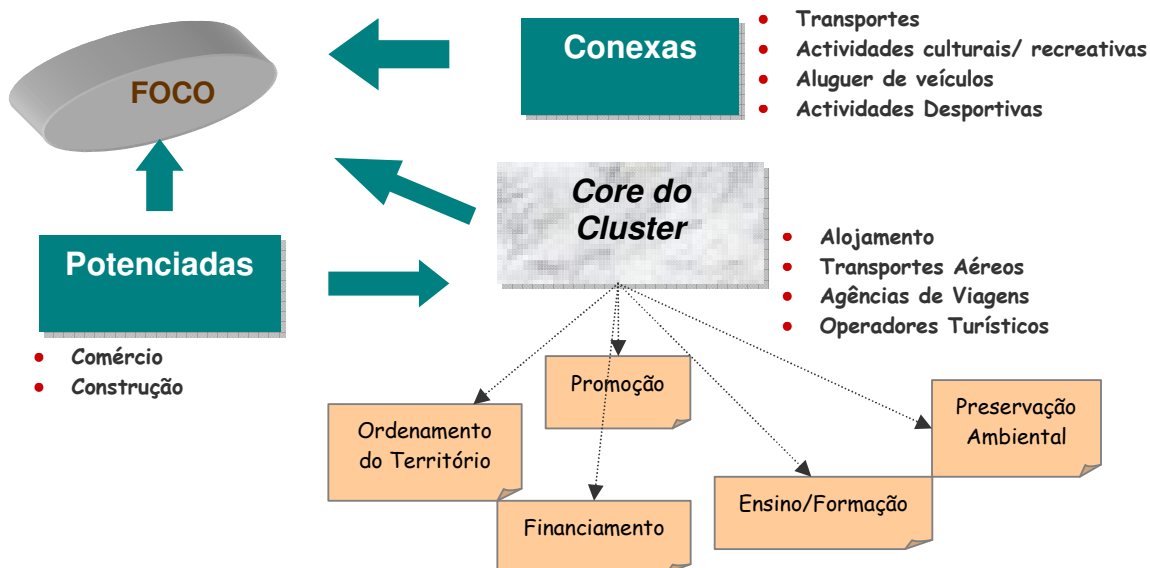 FOCO
Conexas
Transportes
Actividades culturais/ recreativas
Aluguer de veículos
Actividades Desportivas
Core do
Cluster
Alojamento
Transportes Aéreos
Agências de Viagens
Operadores Turísticos
Potenciadas
Comércio
Construção
Promoção
Ordenamento
do Território
Financiamento
Ensino/Formação
Preservação
Ambiental